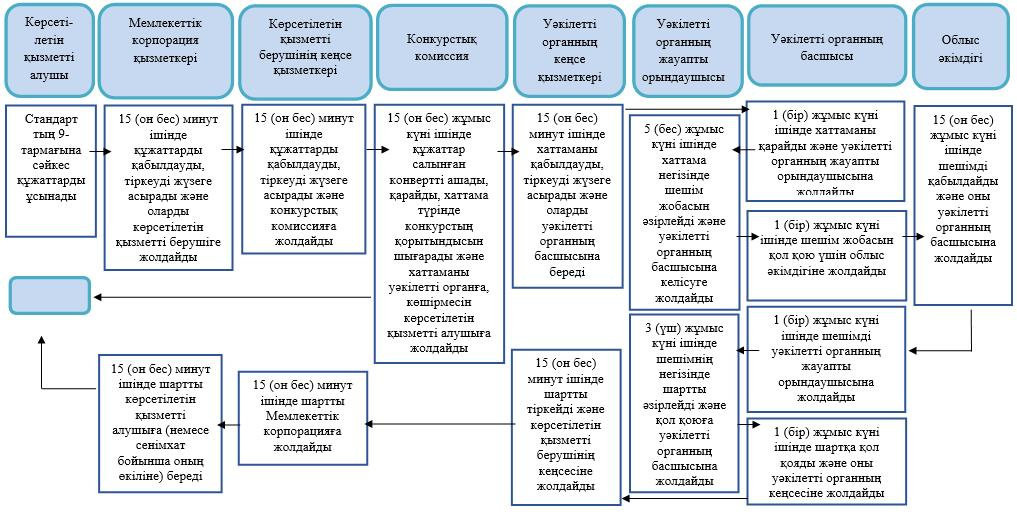 Көрсеті-
летін
қызметті
алушы
Мемлекеттік
корпорация
қызметкері
Көрсетілетін
қызметті
берушінің кеңсе
қызметкері
Конкурстық
комиссия
Уәкілетті
органның
кеңсе
қызметкері
Уәкілетті
органның
жауапты
орындаушысы
Уәкілетті органның
басшысы
Облыс
әкімдігі
Стандарт
тың 9-
тармағына
сәйкес
құжаттарды
ұсынады
15 (он бес) минут
ішінде
құжаттарды
қабылдауды,
тіркеуді жүзеге
асырады және
оларды
көрсетілетін
қызметті берушіге
жолдайды
15 (он бес) минут
ішінде
құжаттарды
қабылдауды,
тіркеуді жүзеге
асырады және
конкурстық
комиссияға
жолдайды
15 (он бес) жұмыс
күні ішінде
құжаттар
салынған
конвертті ашады,
қарайды, хаттама
түрінде
конкурстың
қорытындысын
шығарады және
хаттаманы
уәкілетті органға,
көшірмесін
көрсетілетін
қызметті алушыға
жолдайды
15 (он бес)
минут ішінде
хаттаманы
қабылдауды,
тіркеуді жүзеге
асырады және
оларды
уәкілетті
органның
басшысына
береді
5 (бес) жұмыс
күні ішінде
хаттама
негізінде
шешім
жобасын
әзірлейді және
уәкілетті
органның
басшысына
келісуге
жолдайды
1 (бір) жұмыс күні
ішінде хаттаманы
қарайды және уәкілетті
органның жауапты
орындаушысына
жолдайды
1 (бір) жұмыс күні
ішінде шешім жобасын
қол қою үшін облыс
әкімдігіне жолдайды
15 (он бес)
жұмыс күні
ішінде
шешімді
қабылдайды
және оны
уәкілетті
органның
басшысына
жолдайды
1 (бір) жұмыс күні
ішінде шешімді
уәкілетті органның
жауапты
орындаушысына
жолдайды
3 (үш) жұмыс
күні ішінде
шешімнің
негізінде
шартты
әзірлейді және
қол қоюға
уәкілетті
органның
басшысына
жолдайды
1 (бір) жұмыс күні
ішінде шартқа қол
қояды және оны
уәкілетті органның
кеңсесіне жолдайды
15 (он бес)
минут ішінде
шартты
тіркейді және
көрсетілетін
қызметті
берушінің
кеңсесіне
жолдайды
15 (он бес) минут
ішінде шартты
Мемлекеттік
корпорацияға
жолдайды
15 (он бес) минут
ішінде шартты
көрсетілетін
қызметті
алушыға (немесе
сенімхат
бойынша оның
өкіліне) береді